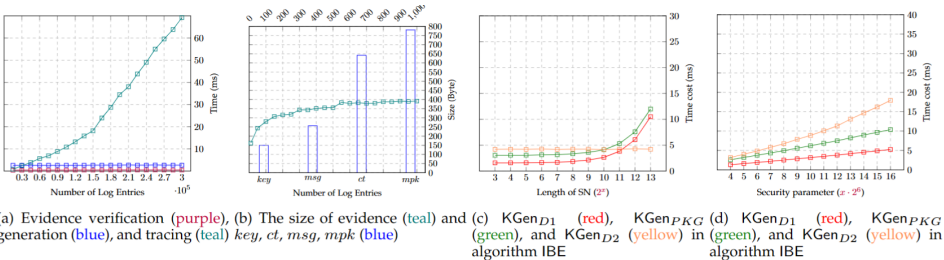 0 100 200 300 400 500 600 700 800 900 1,000
60
40
20
Time (ms)
0.3 0.6 0.9 1.2 1.5 1.8 2.1 2.4 2.7 3
·10⁵
Number of Log Entries
800
750
700
650
600
550
500
450
400
350
300
250
200
150
100
50
0
Size (Byte)
key msg ct mpk
Number of Log Entries
30
25
20
15
10
5
0
Time cost (ms)
3 4 5 6 7 8 9 10 11 12 13
Length of SN (2ˣ)
40
35
30
25
20
15
10
5
0
Time cost (ms)
4 5 6 7 8 9 10 11 12 13 14 15 16
Security parameter (x · 2⁶)
(a) Evidence verification (purple),
generation (blue), and tracing (teal)
(b) The size of evidence (teal) and
key, ct, msg, mpk (blue)
(c) KGen_D1 (red), KGen_PKG
(green), and KGen_D2 (yellow) in
algorithm IBE
(d) KGen_D1 (red), KGen_PKG
(green), and KGen_D2 (yellow) in
algorithm IBE